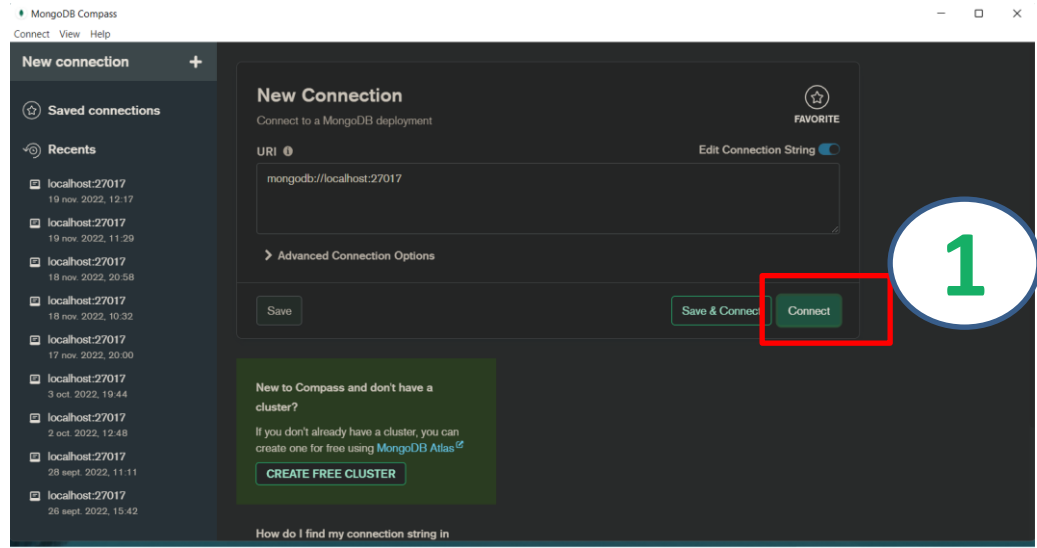 MongoDB Compass
Connect View Help
New connection
Saved connections
Recents
localhost:27017
19 nov. 2022, 12:17
localhost:27017
19 nov. 2022, 11:29
localhost:27017
18 nov. 2022, 20:58
localhost:27017
18 nov. 2022, 10:32
localhost:27017
17 nov. 2022, 20:00
localhost:27017
3 oct. 2022, 19:44
localhost:27017
2 oct. 2022, 12:48
localhost:27017
28 sept. 2022, 11:11
localhost:27017
26 sept. 2022, 15:42
New Connection
Connect to a MongoDB deployment
FAVORITE
URI
Edit Connection String
mongodb://localhost:27017
Advanced Connection Options
Save
Save & Connect
Connect
1
New to Compass and don't have a
cluster?
If you don't already have a cluster, you can
create one for free using MongoDB Atlas
CREATE FREE CLUSTER
How do I find my connection string in